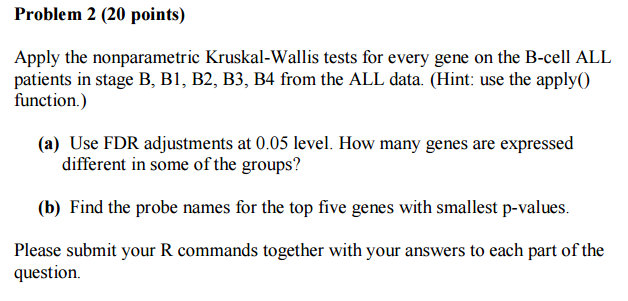 Problem 2 (20 points)
Apply the nonparametric Kruskal-Wallis tests for every gene on the B-cell ALL
patients in stage B, B1, B2, B3, B4 from the ALL data. (Hint: use the apply()
function.)
(a) Use FDR adjustments at 0.05 level. How many genes are expressed
different in some of the groups?
(b) Find the probe names for the top five genes with smallest p-values.
Please submit your R commands together with your answers to each part of the
question.